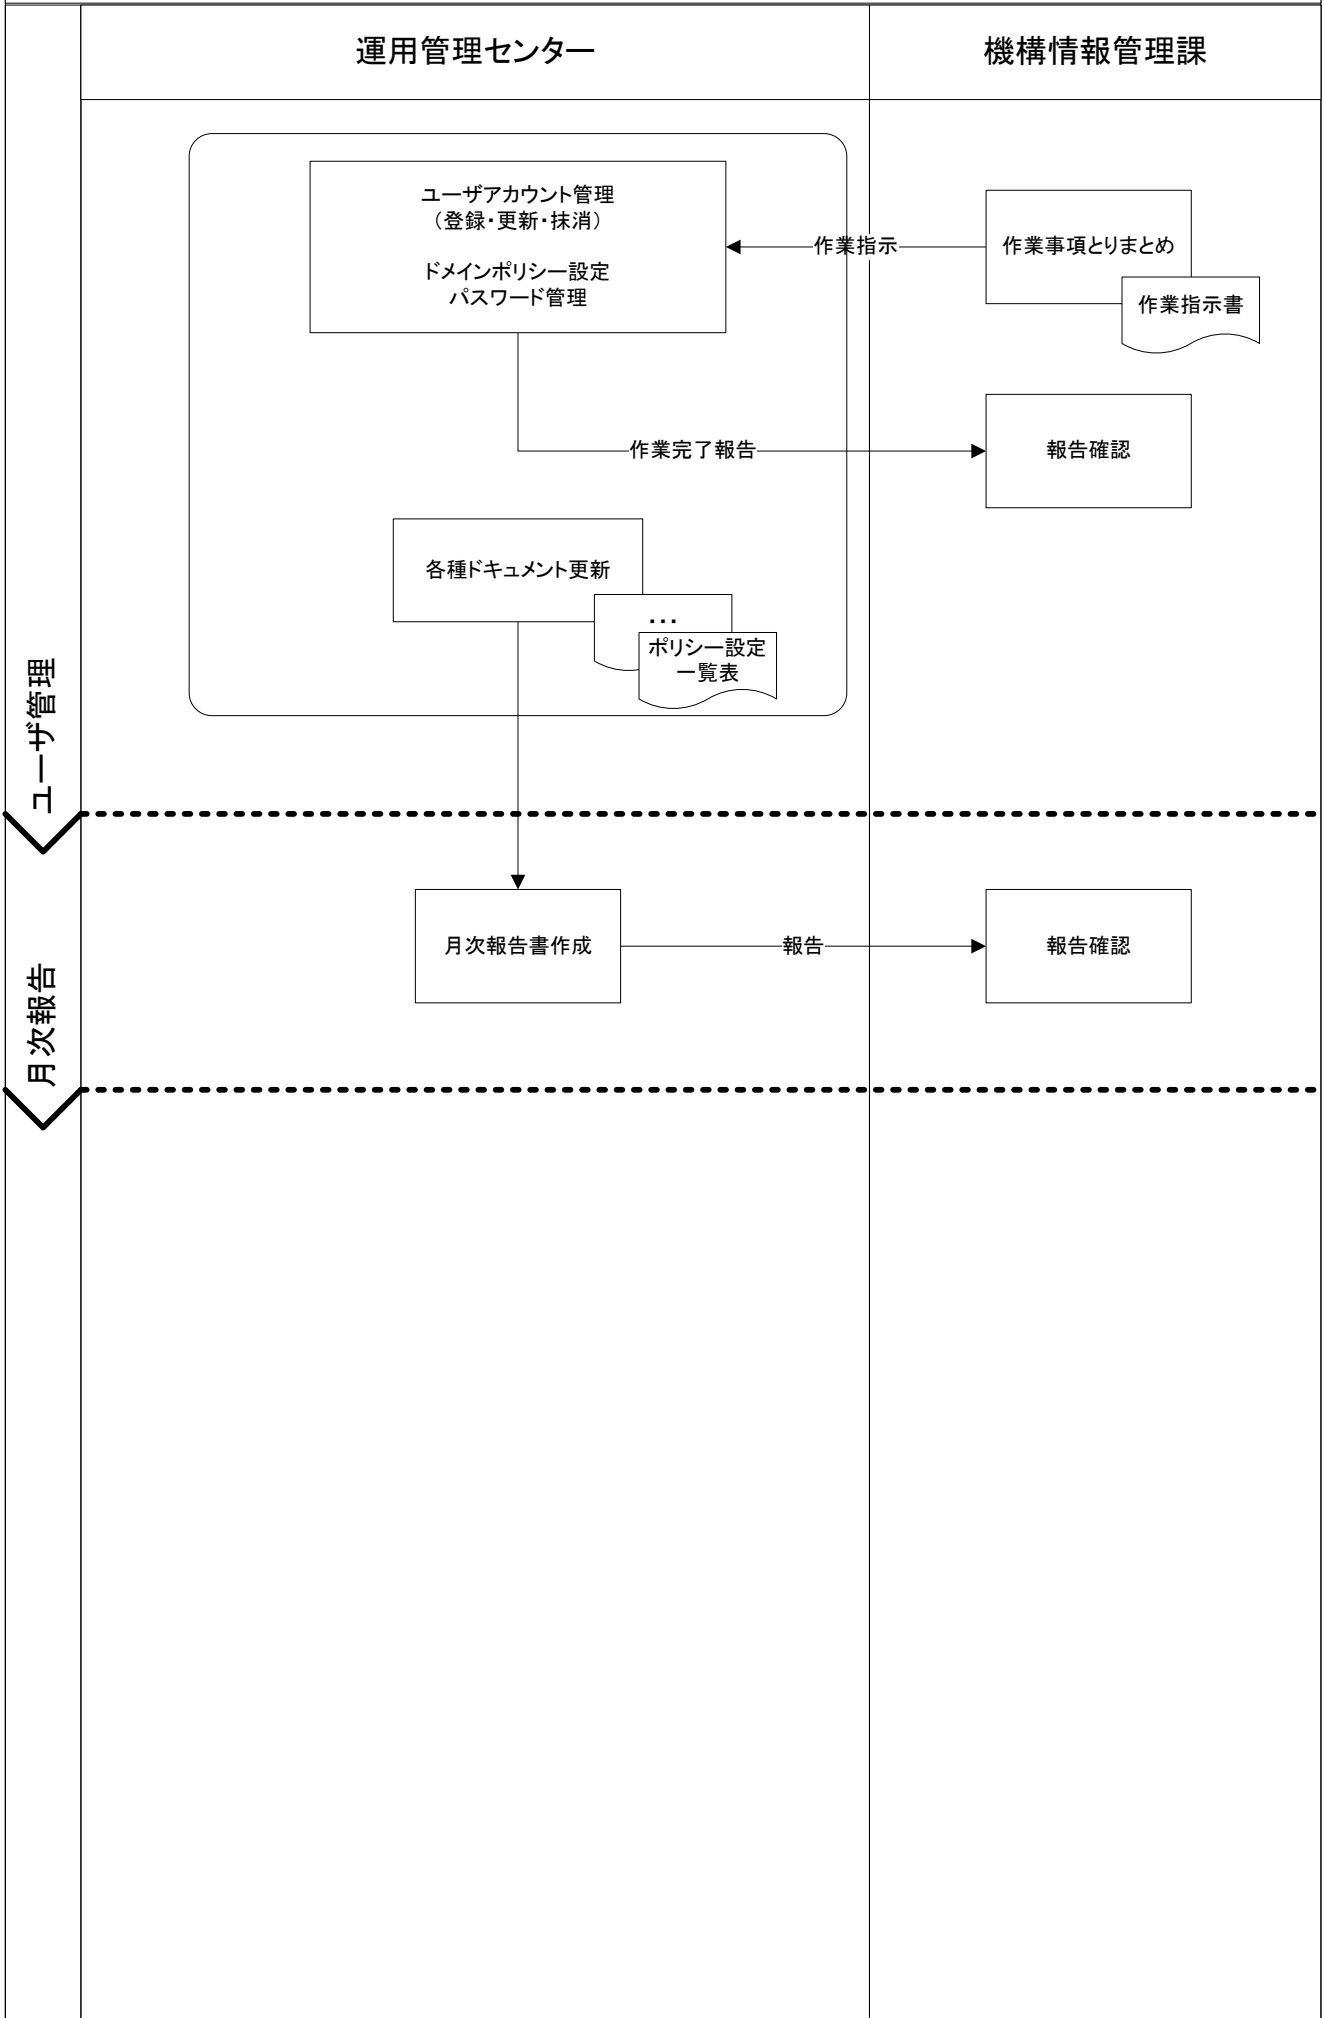 運用管理センター
機構情報管理課
ユーザアカウント管理
（登録・更新・抹消）
ドメインポリシー設定
パスワード管理
作業指示
作業事項とりまとめ
作業指示書
作業完了報告
報告確認
各種ドキュメント更新
...
ポリシー設定
一覧表
ユーザ管理
月次報告書作成
報告
報告確認
月次報告